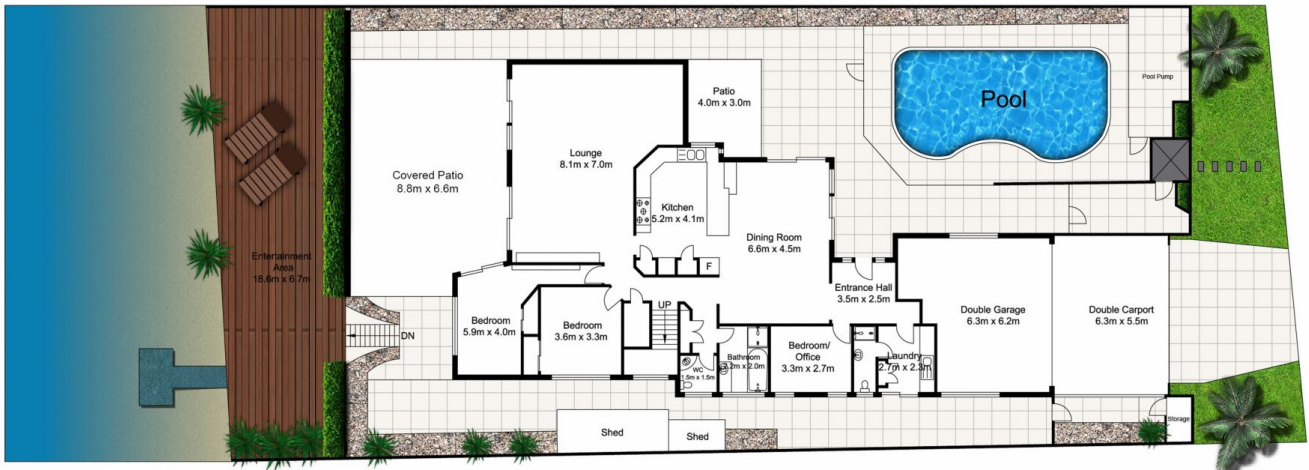 Pool Pump
Pool
Patio
4.0m x 3.0m
Lounge
8.1m x 7.0m
Covered Patio
8.8m x 6.6m
Kitchen
5.2m x 4.1m
Dining Room
6.6m x 4.5m
F
Entertainment
Area
18.6m x 6.7m
Entrance Hall
3.5m x 2.5m
UP
DN
Bedroom
5.9m x 4.0m
Bedroom
3.6m x 3.3m
Double Garage
6.3m x 6.2m
Double Carport
6.3m x 5.5m
Bathroom
2.2m x 2.0m
Bedroom/
Office
3.3m x 2.7m
Laundry
2.7m x 2.3m
WC
1.5m x 1.5m
Storage
Shed
Shed